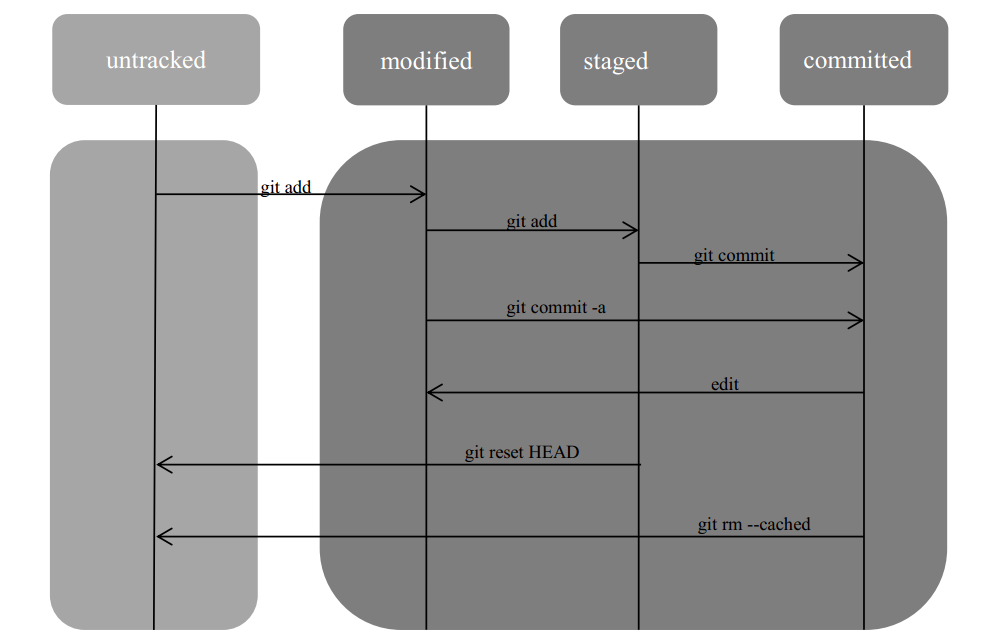 untracked
modified
staged
committed
git add
git add
git commit
git commit -a
edit
git reset HEAD
git rm --cached